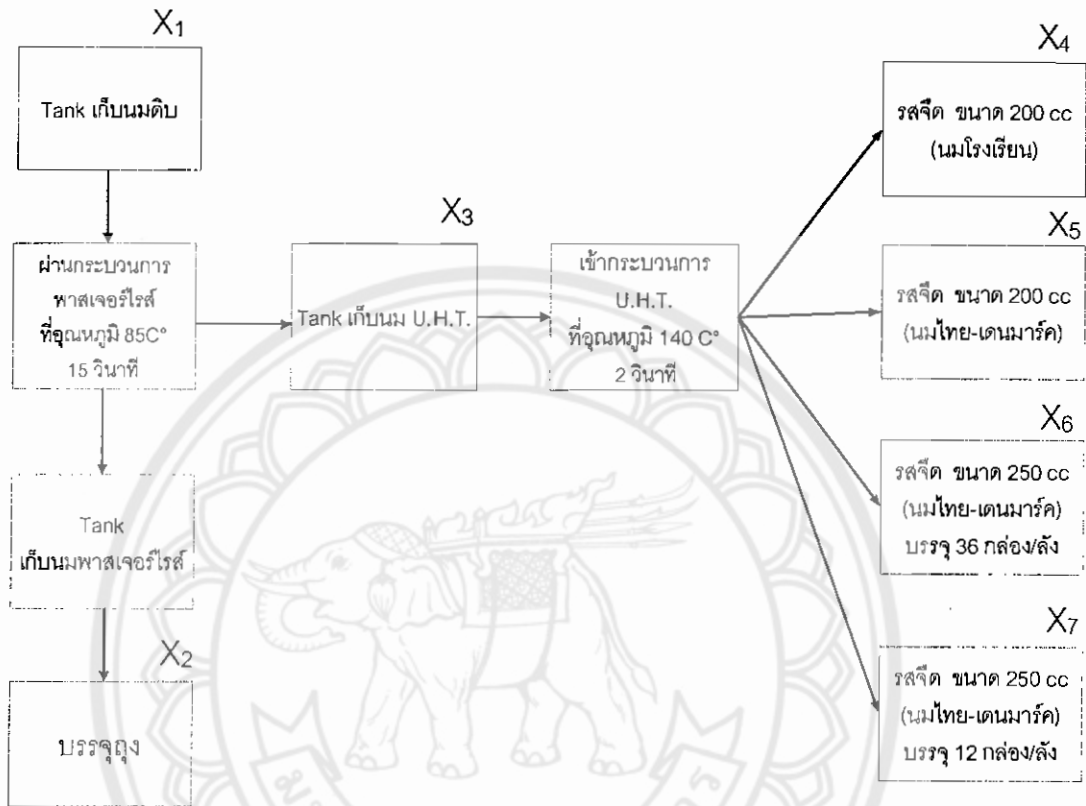 X1
Tank เก็บนมดิบ
ผ่านกระบวนการ
พาสเจอร์ไรส์
ที่อุณหภูมิ 85C°
15 วินาที
Tank
เก็บนมพาสเจอร์ไรส์
X2
บรรจุถุง
X3
Tank เก็บนม U.H.T.
เข้ากระบวนการ
U.H.T.
ที่อุณหภูมิ 140 C°
2 วินาที
X4
รสจืด ขนาด 200 cc
(นมโรงเรียน)
X5
รสจืด ขนาด 200 cc
(นมไทย-เดนมาร์ค)
X6
รสจืด ขนาด 250 cc
(นมไทย-เดนมาร์ค)
บรรจุ 36 กล่อง/ลัง
X7
รสจืด ขนาด 250 cc
(นมไทย-เดนมาร์ค)
บรรจุ 12 กล่อง/ลัง